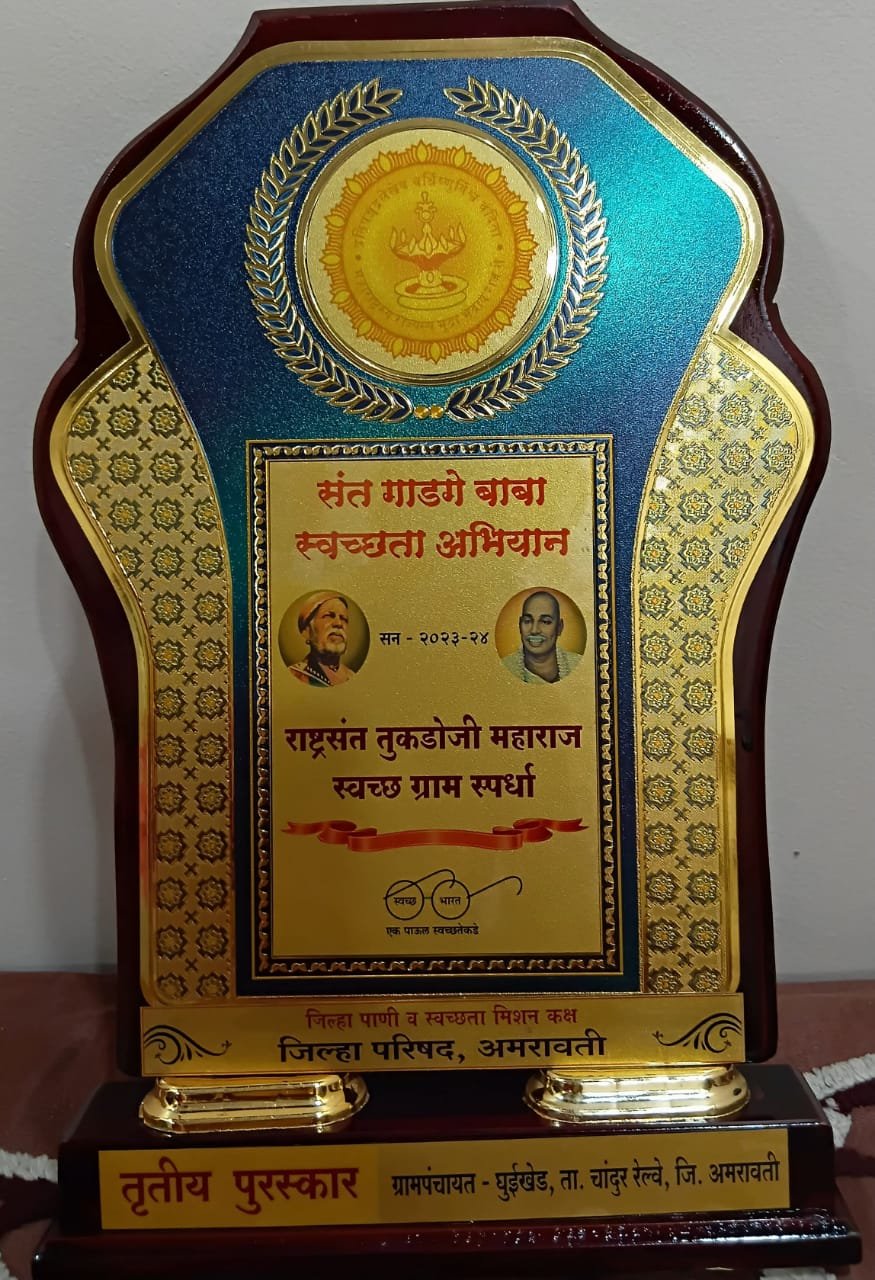 संत गाडगे बाबा
स्वच्छता अभियान
सन - २०२३-२४
राष्ट्रसंत तुकडोजी महाराज
स्वच्छ ग्राम स्पर्धा
स्वच्छ भारत
एक पाऊल स्वच्छतेकडे
जिल्हा पाणी व स्वच्छता मिशन कक्ष
जिल्हा परिषद, अमरावती
तृतीय पुरस्कार
ग्रामपंचायत - घुईखेड, ता. चांदुर रेल्वे, जि. अमरावती